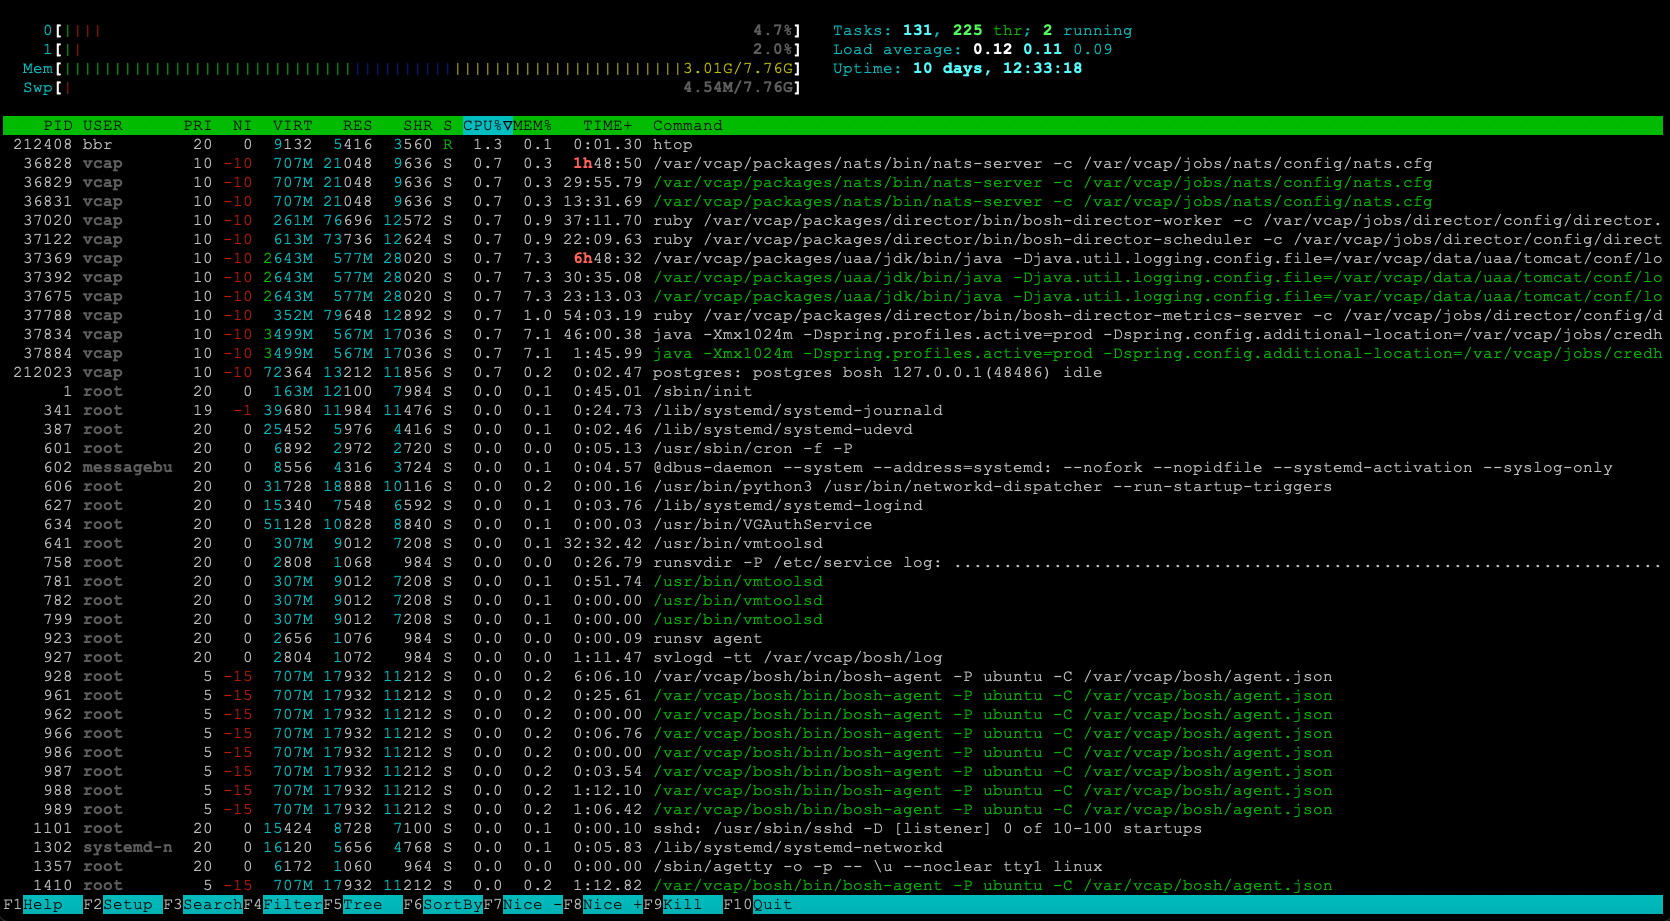 0[|||| 4.7%] Tasks: 131, 225 thr; 2 running
1[|| 2.0%] Load average: 0.12 0.11 0.09
Mem[||||||||||||||||||||||||||||||||||||||||||||||||||||||||||||||3.01G/7.76G] Uptime: 10 days, 12:33:18
Swp[| 4.54M/7.76G]
PID USER PRI NI VIRT RES SHR S CPU%▽MEM% TIME+ Command
212408 bbr 20 0 9132 5416 3560 R 1.3 0.1 0:01.30 htop
36828 vcap 10 -10 707M 21048 9636 S 0.7 0.3 1h48:50 /var/vcap/packages/nats/bin/nats-server -c /var/vcap/jobs/nats/config/nats.cfg
36829 vcap 10 -10 707M 21048 9636 S 0.7 0.3 29:55.79 /var/vcap/packages/nats/bin/nats-server -c /var/vcap/jobs/nats/config/nats.cfg
36831 vcap 10 -10 707M 21048 9636 S 0.7 0.3 13:31.69 /var/vcap/packages/nats/bin/nats-server -c /var/vcap/jobs/nats/config/nats.cfg
37020 vcap 10 -10 261M 76696 12572 S 0.7 0.9 37:11.70 ruby /var/vcap/packages/director/bin/bosh-director-worker -c /var/vcap/jobs/director/config/director.
37122 vcap 10 -10 613M 73736 12624 S 0.7 0.9 22:09.63 ruby /var/vcap/packages/director/bin/bosh-director-scheduler -c /var/vcap/jobs/director/config/direct
37369 vcap 10 -10 2643M 577M 28020 S 0.7 7.3 6h48:32 /var/vcap/packages/uaa/jdk/bin/java -Djava.util.logging.config.file=/var/vcap/data/uaa/tomcat/conf/lo
37392 vcap 10 -10 2643M 577M 28020 S 0.7 7.3 30:35.08 /var/vcap/packages/uaa/jdk/bin/java -Djava.util.logging.config.file=/var/vcap/data/uaa/tomcat/conf/lo
37675 vcap 10 -10 2643M 577M 28020 S 0.7 7.3 23:13.03 /var/vcap/packages/uaa/jdk/bin/java -Djava.util.logging.config.file=/var/vcap/data/uaa/tomcat/conf/lo
37788 vcap 10 -10 352M 79648 12892 S 0.7 1.0 54:03.19 ruby /var/vcap/packages/director/bin/bosh-director-metrics-server -c /var/vcap/jobs/director/config/d
37834 vcap 10 -10 3499M 567M 17036 S 0.7 7.1 46:00.38 java -Xmx1024m -Dspring.profiles.active=prod -Dspring.config.additional-location=/var/vcap/jobs/credh
37884 vcap 10 -10 3499M 567M 17036 S 0.7 7.1 1:45.99 java -Xmx1024m -Dspring.profiles.active=prod -Dspring.config.additional-location=/var/vcap/jobs/credh
212023 vcap 10 -10 72364 13212 11856 S 0.7 0.2 0:02.47 postgres: postgres bosh 127.0.0.1(48486) idle
1 root 20 0 163M 12100 7984 S 0.0 0.1 0:45.01 /sbin/init
341 root 19 -1 39680 11984 11476 S 0.0 0.1 0:24.73 /lib/systemd/systemd-journald
387 root 20 0 25452 5976 4416 S 0.0 0.1 0:02.46 /lib/systemd/systemd-udevd
601 root 20 0 6892 2972 2720 S 0.0 0.0 0:05.13 /usr/sbin/cron -f -P
602 messagebu 20 0 8556 4316 3724 S 0.0 0.1 0:04.57 @dbus-daemon --system --address=systemd: --nofork --nopidfile --systemd-activation --syslog-only
606 root 20 0 31728 18888 10116 S 0.0 0.2 0:00.16 /usr/bin/python3 /usr/bin/networkd-dispatcher --run-startup-triggers
627 root 20 0 15340 7548 6592 S 0.0 0.1 0:03.76 /lib/systemd/systemd-logind
634 root 20 0 51128 10828 8840 S 0.0 0.1 0:00.03 /usr/bin/VGAuthService
641 root 20 0 307M 9012 7208 S 0.0 0.1 32:32.42 /usr/bin/vmtoolsd
758 root 20 0 2808 1068 984 S 0.0 0.0 0:26.79 runsvdir -P /etc/service log: .......................................................................
781 root 20 0 307M 9012 7208 S 0.0 0.1 0:51.74 /usr/bin/vmtoolsd
782 root 20 0 307M 9012 7208 S 0.0 0.1 0:00.00 /usr/bin/vmtoolsd
799 root 20 0 307M 9012 7208 S 0.0 0.1 0:00.00 /usr/bin/vmtoolsd
923 root 20 0 2656 1076 984 S 0.0 0.0 0:00.09 runsv agent
927 root 20 0 2804 1072 984 S 0.0 0.0 1:11.47 svlogd -tt /var/vcap/bosh/log
928 root 5 -15 707M 17932 11212 S 0.0 0.2 6:06.10 /var/vcap/bosh/bin/bosh-agent -P ubuntu -C /var/vcap/bosh/agent.json
961 root 5 -15 707M 17932 11212 S 0.0 0.2 0:25.61 /var/vcap/bosh/bin/bosh-agent -P ubuntu -C /var/vcap/bosh/agent.json
962 root 5 -15 707M 17932 11212 S 0.0 0.2 0:00.00 /var/vcap/bosh/bin/bosh-agent -P ubuntu -C /var/vcap/bosh/agent.json
966 root 5 -15 707M 17932 11212 S 0.0 0.2 0:06.76 /var/vcap/bosh/bin/bosh-agent -P ubuntu -C /var/vcap/bosh/agent.json
986 root 5 -15 707M 17932 11212 S 0.0 0.2 0:00.00 /var/vcap/bosh/bin/bosh-agent -P ubuntu -C /var/vcap/bosh/agent.json
987 root 5 -15 707M 17932 11212 S 0.0 0.2 0:03.54 /var/vcap/bosh/bin/bosh-agent -P ubuntu -C /var/vcap/bosh/agent.json
988 root 5 -15 707M 17932 11212 S 0.0 0.2 1:12.10 /var/vcap/bosh/bin/bosh-agent -P ubuntu -C /var/vcap/bosh/agent.json
989 root 5 -15 707M 17932 11212 S 0.0 0.2 1:06.42 /var/vcap/bosh/bin/bosh-agent -P ubuntu -C /var/vcap/bosh/agent.json
1101 root 20 0 15424 8728 7100 S 0.0 0.1 0:00.10 sshd: /usr/sbin/sshd -D [listener] 0 of 10-100 startups
1302 systemd-n 20 0 16120 5656 4768 S 0.0 0.1 0:05.83 /lib/systemd/systemd-networkd
1357 root 20 0 6172 1060 964 S 0.0 0.0 0:00.00 /sbin/agetty -o -p -- \u --noclear tty1 linux
1410 root 5 -15 707M 17932 11212 S 0.0 0.2 1:12.82 /var/vcap/bosh/bin/bosh-agent -P ubuntu -C /var/vcap/bosh/agent.json
F1Help F2Setup F3SearchF4FilterF5Tree F6SortByF7Nice -F8Nice +F9Kill F10Quit